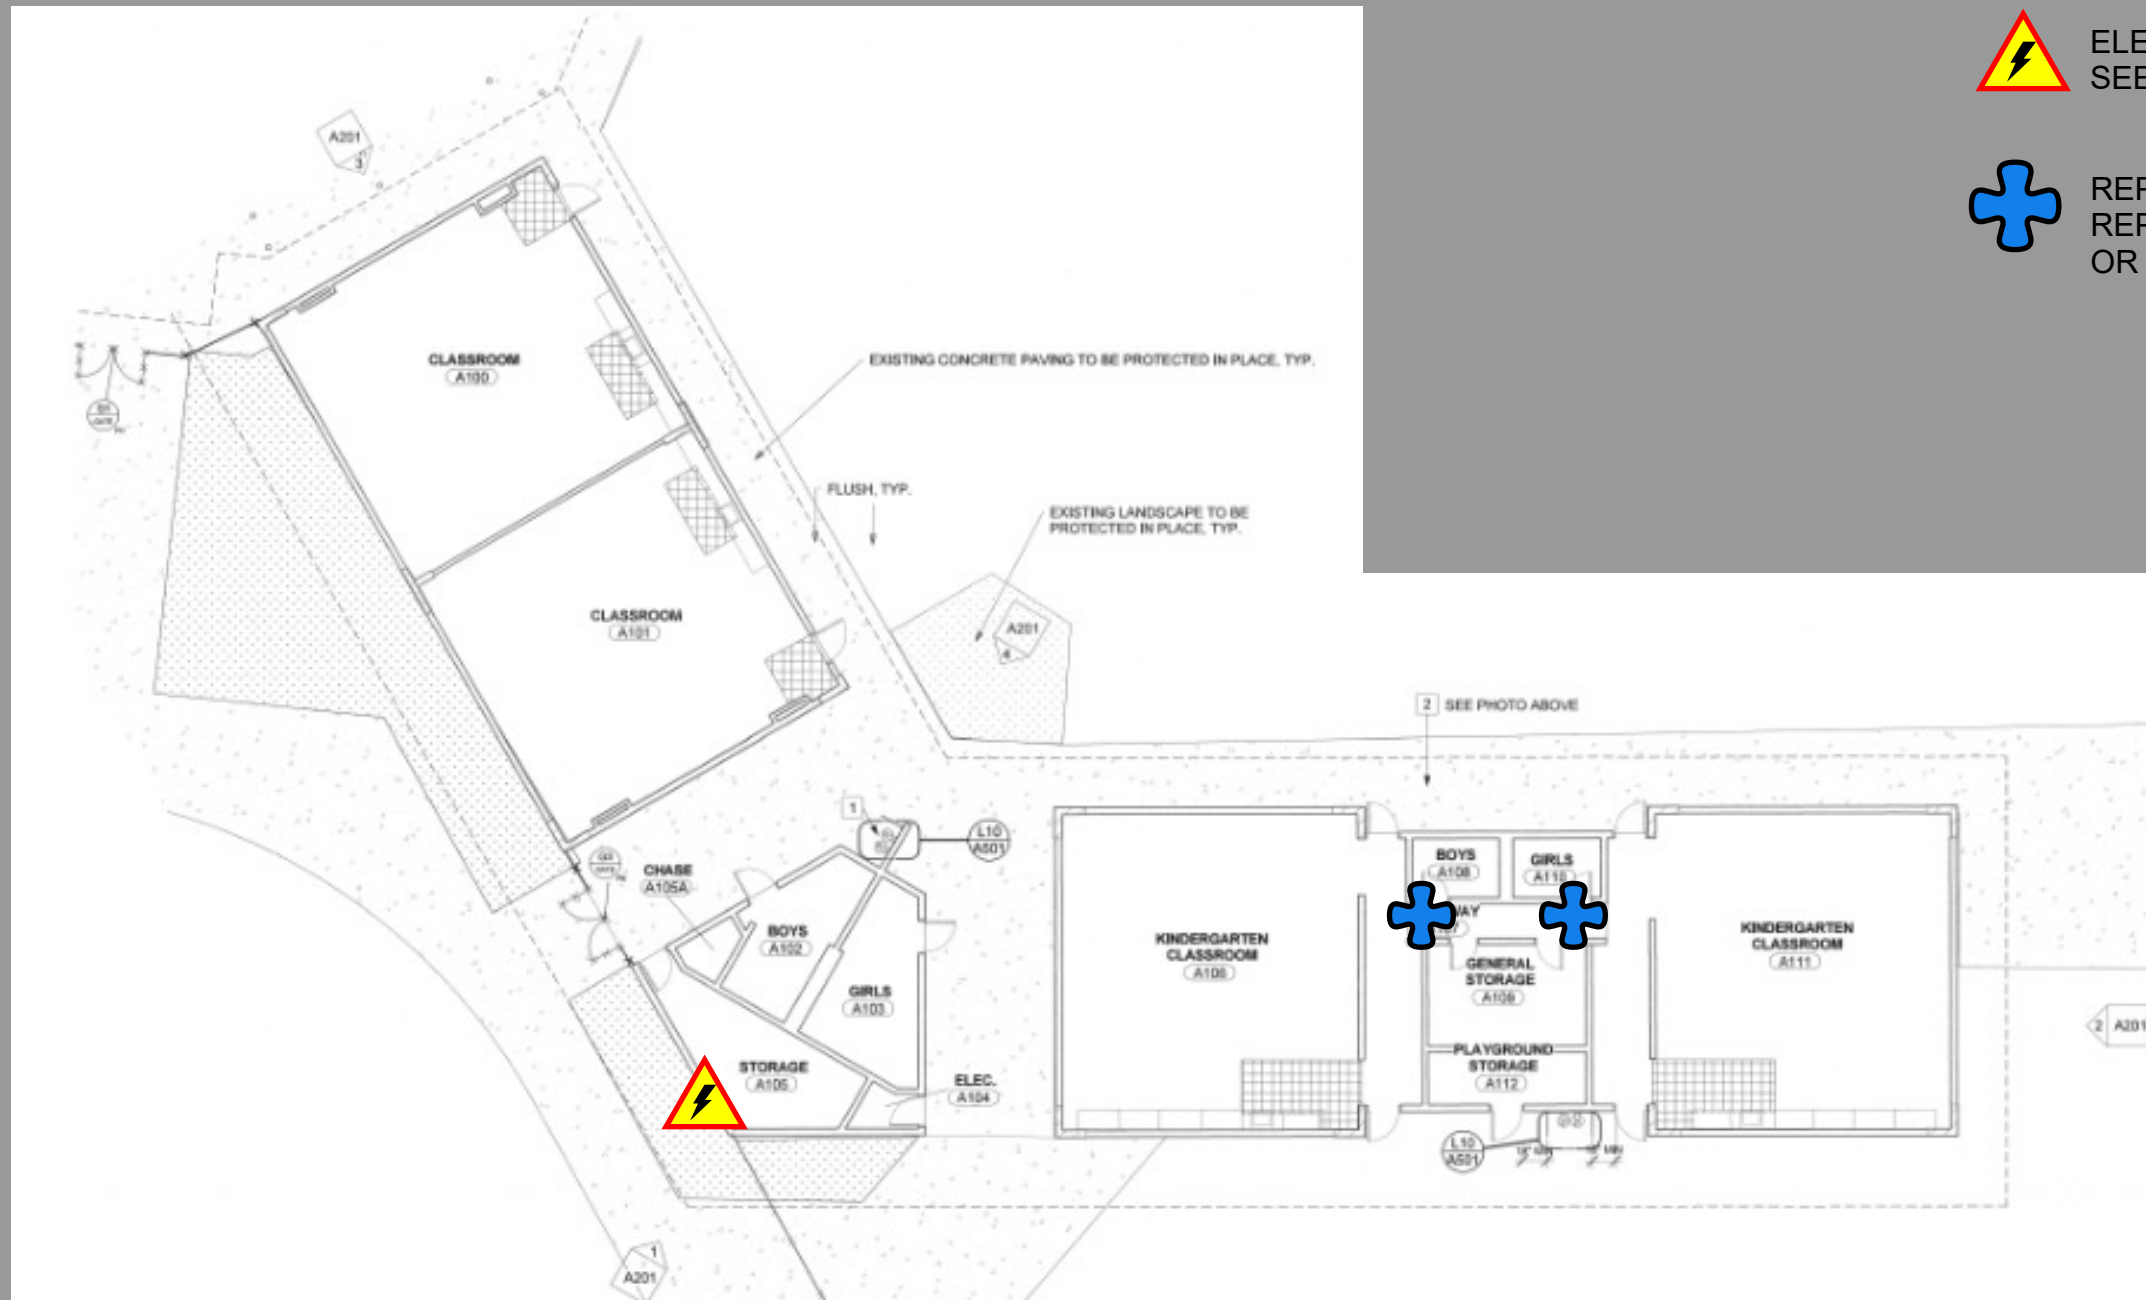 ELE
SEE
REF
REF
OR
A201
3
CLASSROOM
A100
EXISTING CONCRETE PAVING TO BE PROTECTED IN PLACE, TYP.
FLUSH, TYP.
EXISTING LANDSCAPE TO BE
PROTECTED IN PLACE, TYP.
CLASSROOM
A101
A201
4
2 SEE PHOTO ABOVE
1
L10
A501
CHASE
A105A
BOYS
A102
GIRLS
A103
STORAGE
A105
ELEC.
A104
KINDERGARTEN
CLASSROOM
A106
BOYS
A108
GIRLS
A110
WAY
GENERAL
STORAGE
A109
PLAYGROUND
STORAGE
A112
KINDERGARTEN
CLASSROOM
A111
2 A201
L10
A501
MIN
1
A201